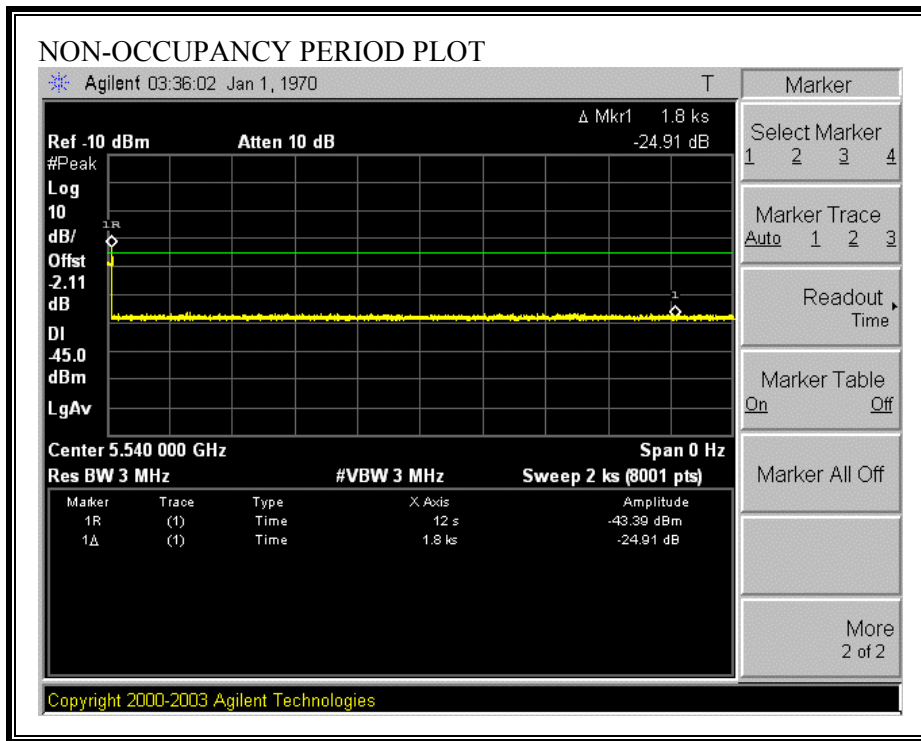 NON-OCCUPANCY PERIOD PLOT
Agilent 03:36:02 Jan 1, 1970 T
Δ Mkr1 1.8 ks
Ref -10 dBm Atten 10 dB -24.91 dB
#Peak
Log
10
dB/
Offst
-2.11
dB
DI
-45.0
dBm
LgAv
1R
1
Center 5.540 000 GHz Span 0 Hz
Res BW 3 MHz #VBW 3 MHz Sweep 2 ks (8001 pts)
Marker Trace Type X Axis Amplitude
1R (1) Time 12 s -43.39 dBm
1Δ (1) Time 1.8 ks -24.91 dB
Marker
Select Marker
1 2 3 4
Marker Trace
Auto 1 2 3
Readout
Time
Marker Table
On Off
Marker All Off
More
2 of 2
Copyright 2000-2003 Agilent Technologies